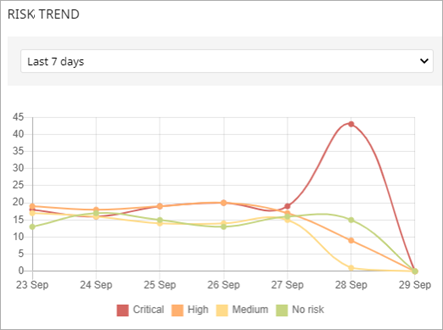 RISK TREND
Last 7 days
45
40
35
30
25
20
15
10
5
0
23 Sep 24 Sep 25 Sep 26 Sep 27 Sep 28 Sep 29 Sep
Critical High Medium No risk